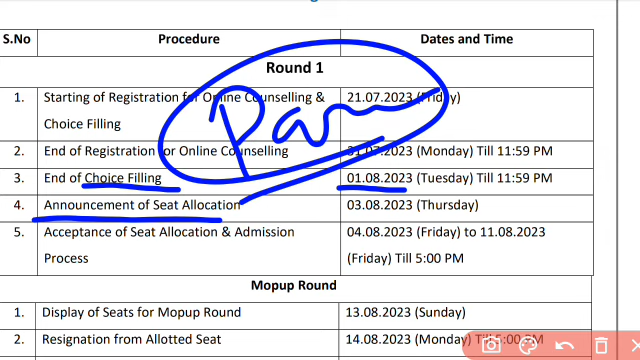 S.No Procedure Dates and Time
Round 1
1. Starting of Registration for Online Counselling & 21.07.2023 (Friday)
Choice Filling
2. End of Registration for Online Counselling 31.07.2023 (Monday) Till 11:59 PM
3. End of Choice Filling 01.08.2023 (Tuesday) Till 11:59 PM
4. Announcement of Seat Allocation 03.08.2023 (Thursday)
5. Acceptance of Seat Allocation & Admission 04.08.2023 (Friday) to 11.08.2023
Process (Friday) Till 5:00 PM
Mopup Round
1. Display of Seats for Mopup Round 13.08.2023 (Sunday)
2. Resignation from Allotted Seat 14.08.2023 (Monday) Till 5:00 PM